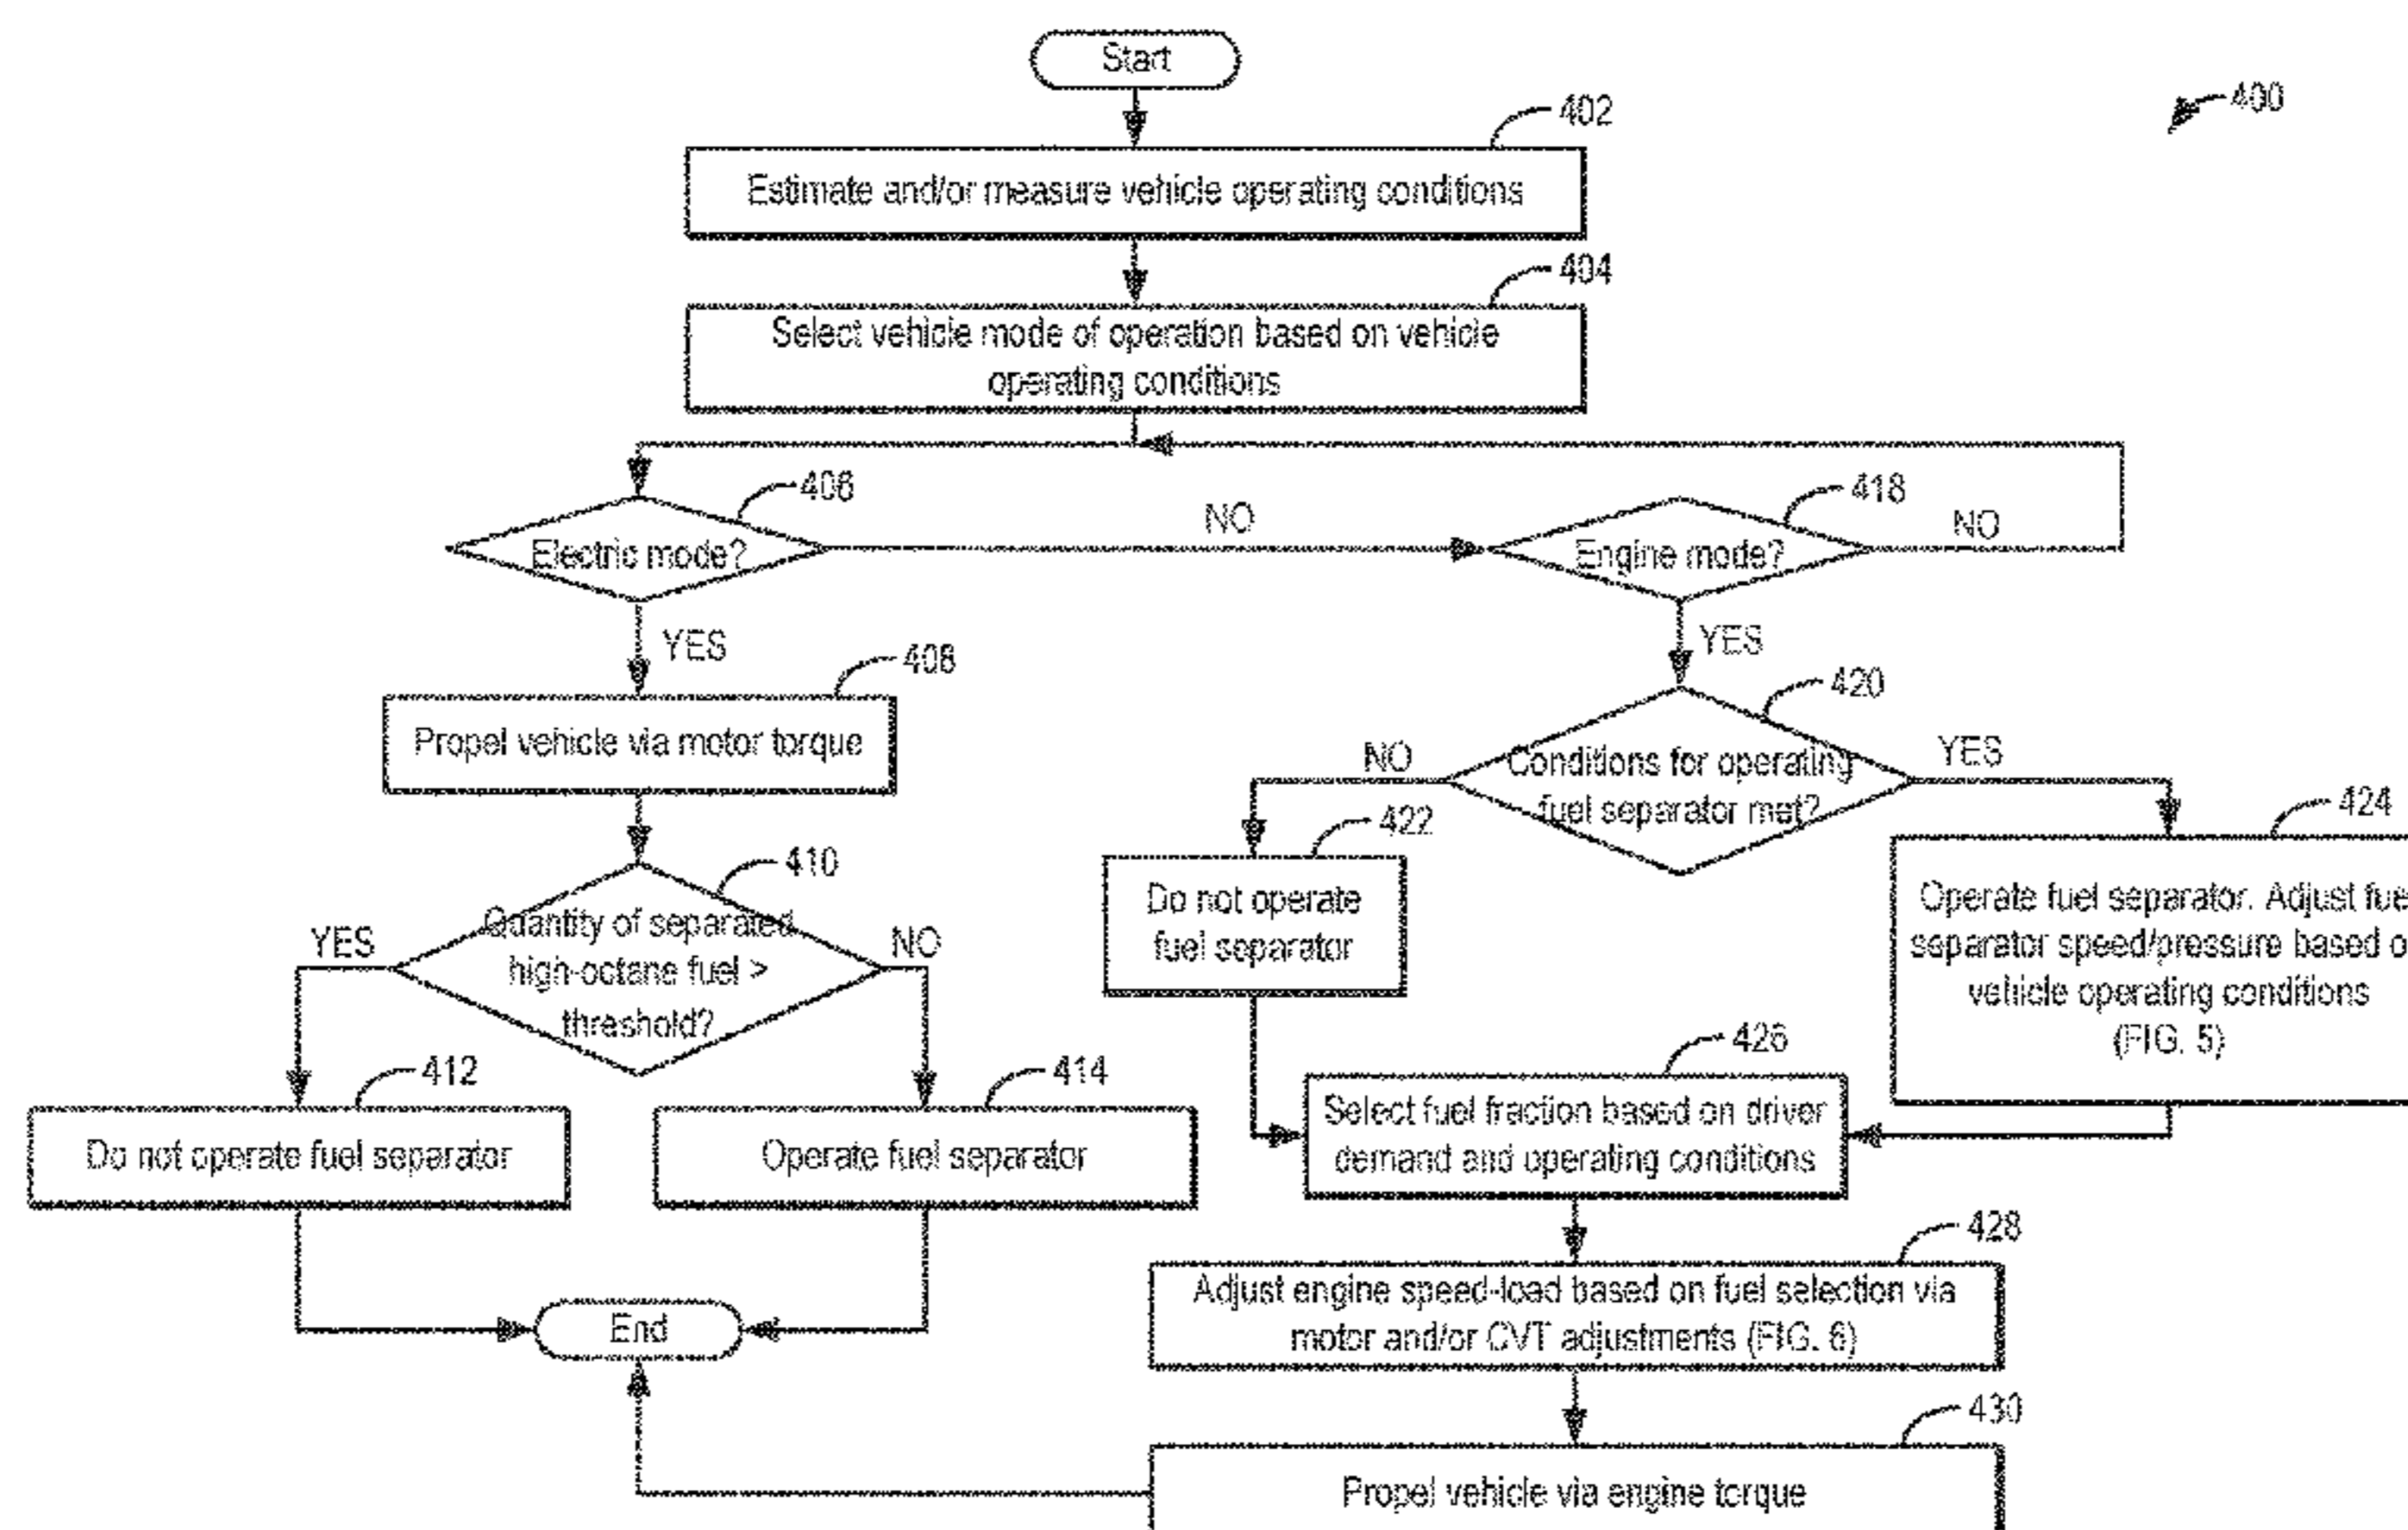 Start
400
402
Estimate and/or measure vehicle operating conditions
404
Select vehicle mode of operation based on vehicle
operating conditions
406
Electric mode?
NO
418
Engine mode?
NO
YES
YES
408
Propel vehicle via motor torque
420
Conditions for operating
fuel separator met?
NO
YES
410
Quantity of separated
high-octane fuel >
threshold?
YES
NO
422
Do not operate
fuel separator
424
Operate fuel separator. Adjust fue
separator speed/pressure based o
vehicle operating conditions
(FIG. 5)
412
Do not operate fuel separator
414
Operate fuel separator
426
Select fuel fraction based on driver
demand and operating conditions
428
Adjust engine speed-load based on fuel selection via
motor and/or CVT adjustments (FIG. 6)
End
430
Propel vehicle via engine torque